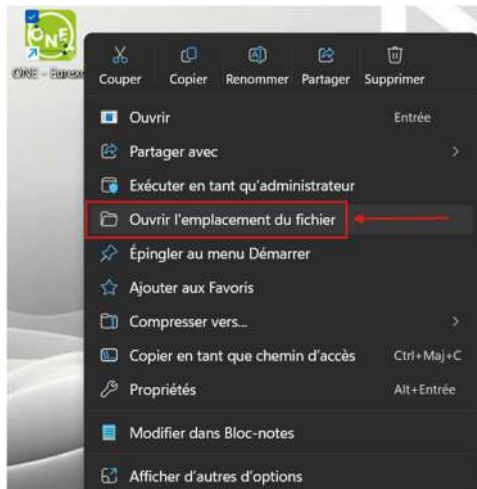 ONE
ONE - Eurex
Couper Copier Renommer Partager Supprimer
Ouvrir Entrée
Partager avec
Exécuter en tant qu'administrateur
Ouvrir l'emplacement du fichier
Épingler au menu Démarrer
Ajouter aux Favoris
Compresser vers...
Copier en tant que chemin d'accès Ctrl+Maj+C
Propriétés Alt+Entrée
Modifier dans Bloc-notes
Afficher d'autres d'options